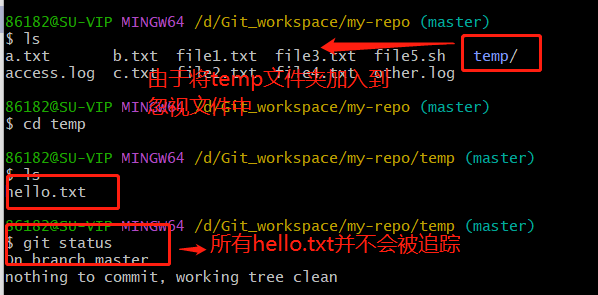 86182@SU-VIP MINGW64 /d/Git_workspace/my-repo (master)
$ ls
a.txt b.txt file1.txt file3.txt file5.sh temp/
access.log c.txt file2.txt file4.txt other.log
由于将temp文件夹加入到
忽视文件中
86182@SU-VIP MINGW64 /d/Git_workspace/my-repo (master)
$ cd temp
86182@SU-VIP MINGW64 /d/Git_workspace/my-repo/temp (master)
$ ls
hello.txt
86182@SU-VIP MINGW64 /d/Git_workspace/my-repo/temp (master)
$ git status
所有hello.txt并不会被追踪
On branch master
nothing to commit, working tree clean